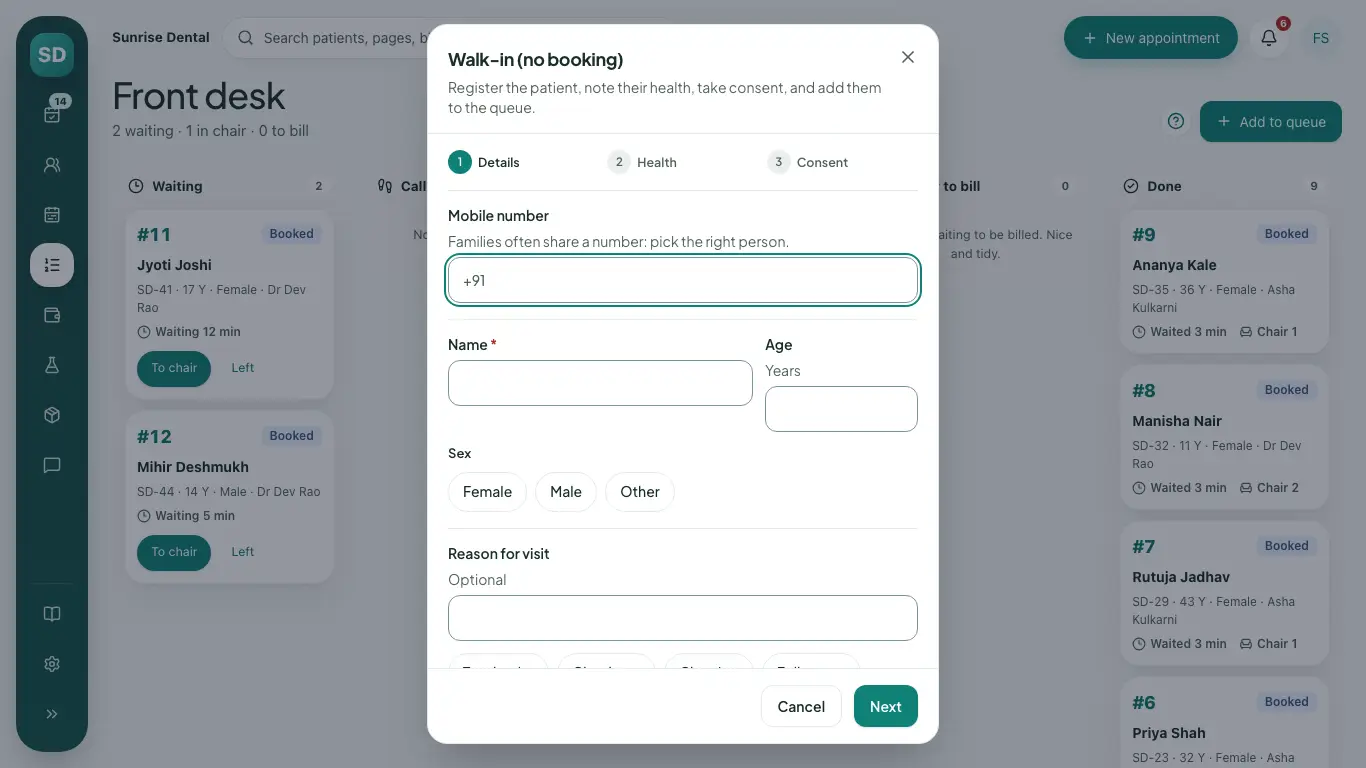 SD
Sunrise Dental
Search patients, pages, b
New appointment
6
FS
14
Front desk
2 waiting · 1 in chair · 0 to bill
Add to queue
Waiting 2
#11 Booked
Jyoti Joshi
SD-41 · 17 Y · Female · Dr Dev
Rao
Waiting 12 min
To chair Left
#12 Booked
Mihir Deshmukh
SD-44 · 14 Y · Male · Dr Dev Rao
Waiting 5 min
To chair Left
Call
No
Walk-in (no booking)
Register the patient, note their health, take consent, and add them
to the queue.
1 Details 2 Health 3 Consent
Mobile number
Families often share a number: pick the right person.
+91
Name *
Age
Years
Sex
Female Male Other
Reason for visit
Optional
Cancel Next
to bill 0
aiting to be billed. Nice
and tidy.
Done 9
#9 Booked
Ananya Kale
SD-35 · 36 Y · Female · Asha
Kulkarni
Waited 3 min Chair 1
#8 Booked
Manisha Nair
SD-32 · 11 Y · Female · Dr Dev
Rao
Waited 3 min Chair 2
#7 Booked
Rutuja Jadhav
SD-29 · 43 Y · Female · Asha
Kulkarni
Waited 3 min Chair 1
#6 Booked
Priya Shah
SD-23 · 32 Y · Female · Asha